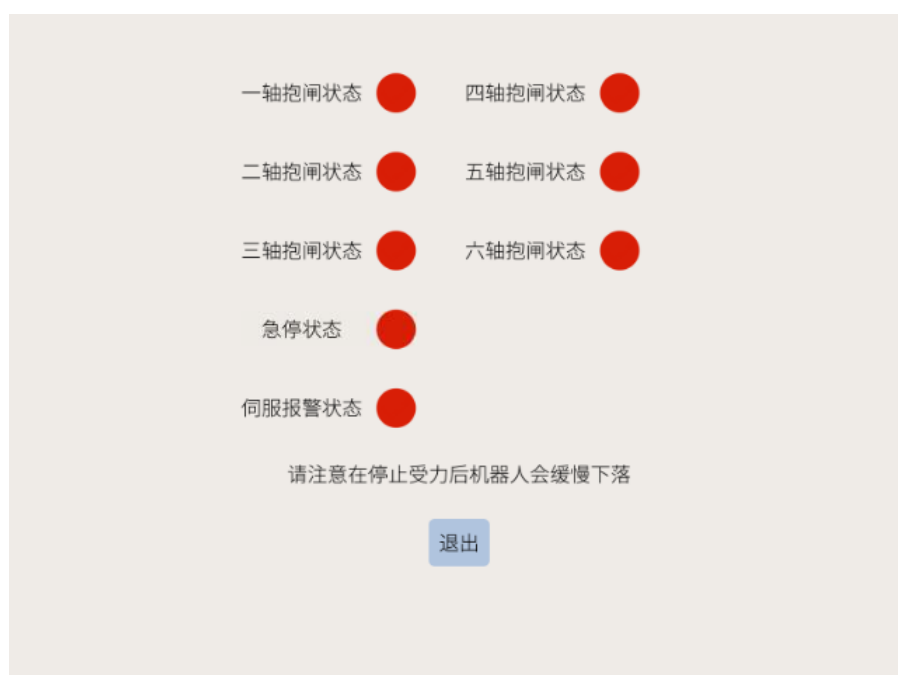 一轴抱闸状态 四轴抱闸状态
二轴抱闸状态 五轴抱闸状态
三轴抱闸状态 六轴抱闸状态
急停状态
伺服报警状态
请注意在停止受力后机器人会缓慢下落
退出